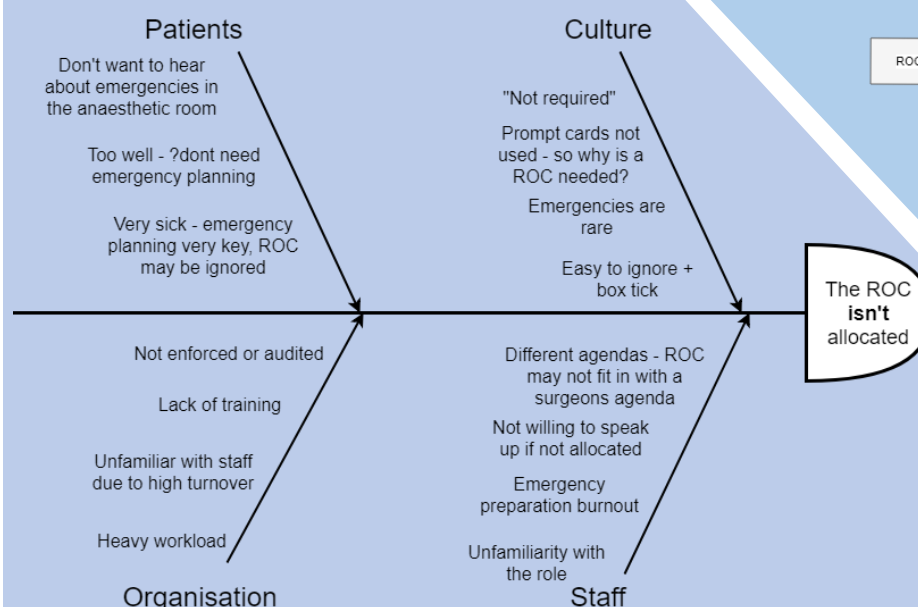 Patients
Don't want to hear
about emergencies in
the anaesthetic room
Too well - ?dont need
emergency planning
Very sick - emergency
planning very key, ROC
may be ignored
Culture
"Not required"
Prompt cards not
used - so why is a
ROC needed?
Emergencies are
rare
Easy to ignore +
box tick
ROC
The ROC
isn't
allocated
Not enforced or audited
Lack of training
Unfamiliar with staff
due to high turnover
Heavy workload
Organisation
Different agendas - ROC
may not fit in with a
surgeons agenda
Not willing to speak
up if not allocated
Emergency
preparation burnout
Unfamiliarity with
the role
Staff